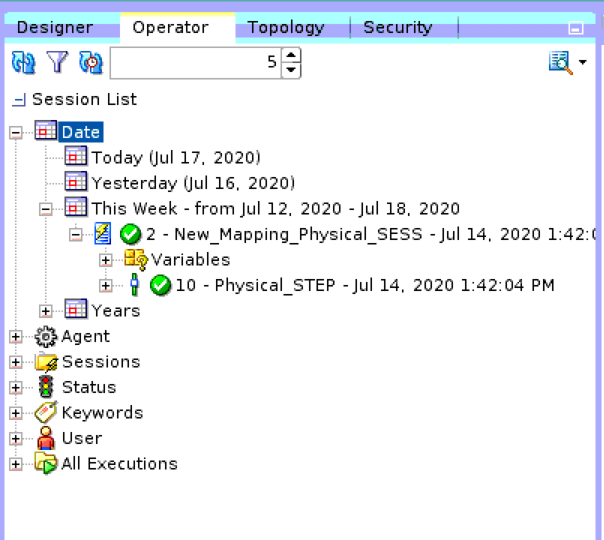 Designer Operator Topology Security
5
Session List
Date
Today (Jul 17, 2020)
Yesterday (Jul 16, 2020)
This Week - from Jul 12, 2020 - Jul 18, 2020
2 - New_Mapping_Physical_SESS - Jul 14, 2020 1:42:0
Variables
10 - Physical_STEP - Jul 14, 2020 1:42:04 PM
Years
Agent
Sessions
Status
Keywords
User
All Executions